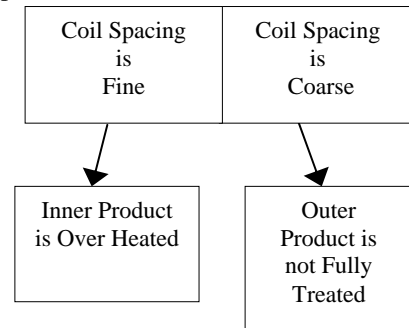 Coil Spacing
is
Fine
Coil Spacing
is
Coarse
Inner Product
is Over Heated
Outer
Product is
not Fully
Treated